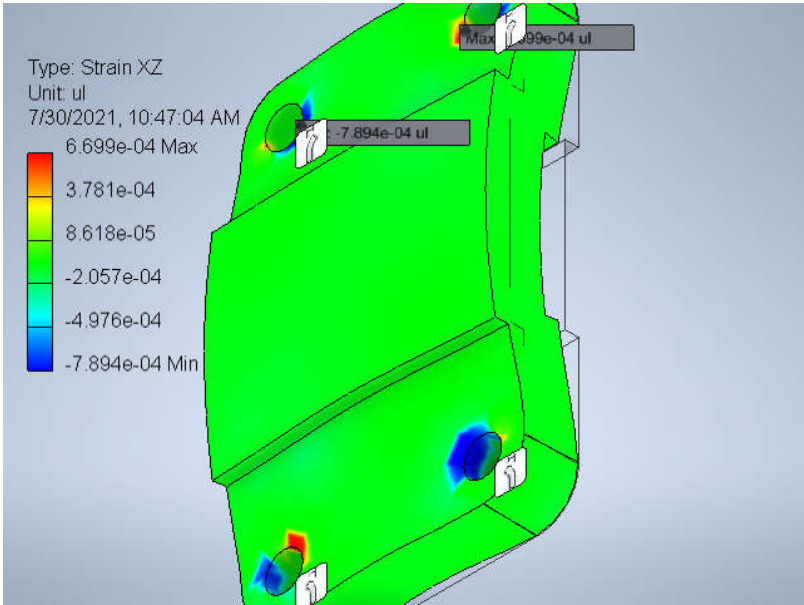 Type: Strain XZ
Unit: ul
7/30/2021, 10:47:04 AM
6.699e-04 Max
3.781e-04
8.618e-05
-2.057e-04
-4.976e-04
-7.894e-04 Min
Max 99e-04 ul
: -7.894e-04 ul